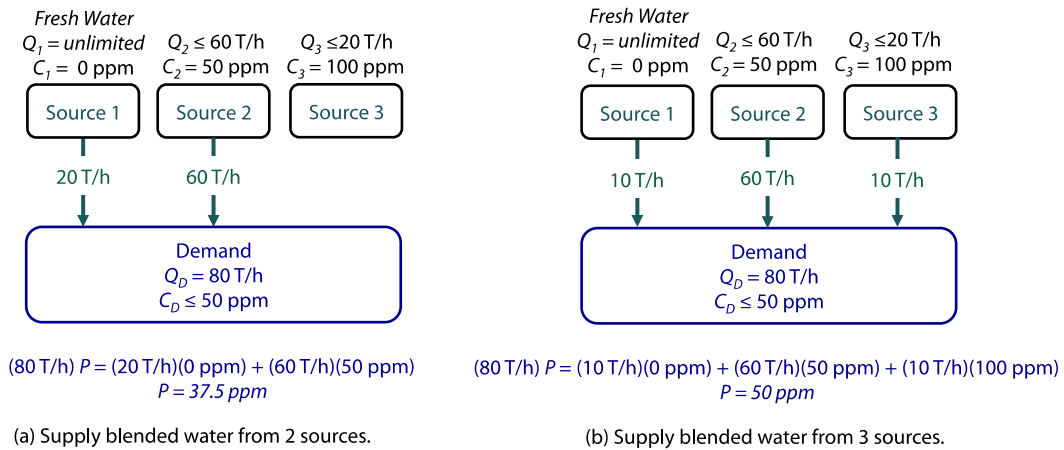 Fresh Water
Q1 = unlimited
C1 = 0 ppm
Q2 ≤ 60 T/h
C2 = 50 ppm
Q3 ≤20 T/h
C3 = 100 ppm
Source 1
Source 2
Source 3
20 T/h
60 T/h
Demand
QD = 80 T/h
CD ≤ 50 ppm
(80 T/h) P = (20 T/h)(0 ppm) + (60 T/h)(50 ppm)
P = 37.5 ppm
(a) Supply blended water from 2 sources.
Fresh Water
Q1 = unlimited
C1 = 0 ppm
Q2 ≤ 60 T/h
C2 = 50 ppm
Q3 ≤20 T/h
C3 = 100 ppm
Source 1
Source 2
Source 3
10 T/h
60 T/h
10 T/h
Demand
QD = 80 T/h
CD ≤ 50 ppm
(80 T/h) P = (10 T/h)(0 ppm) + (60 T/h)(50 ppm) + (10 T/h)(100 ppm)
P = 50 ppm
(b) Supply blended water from 3 sources.